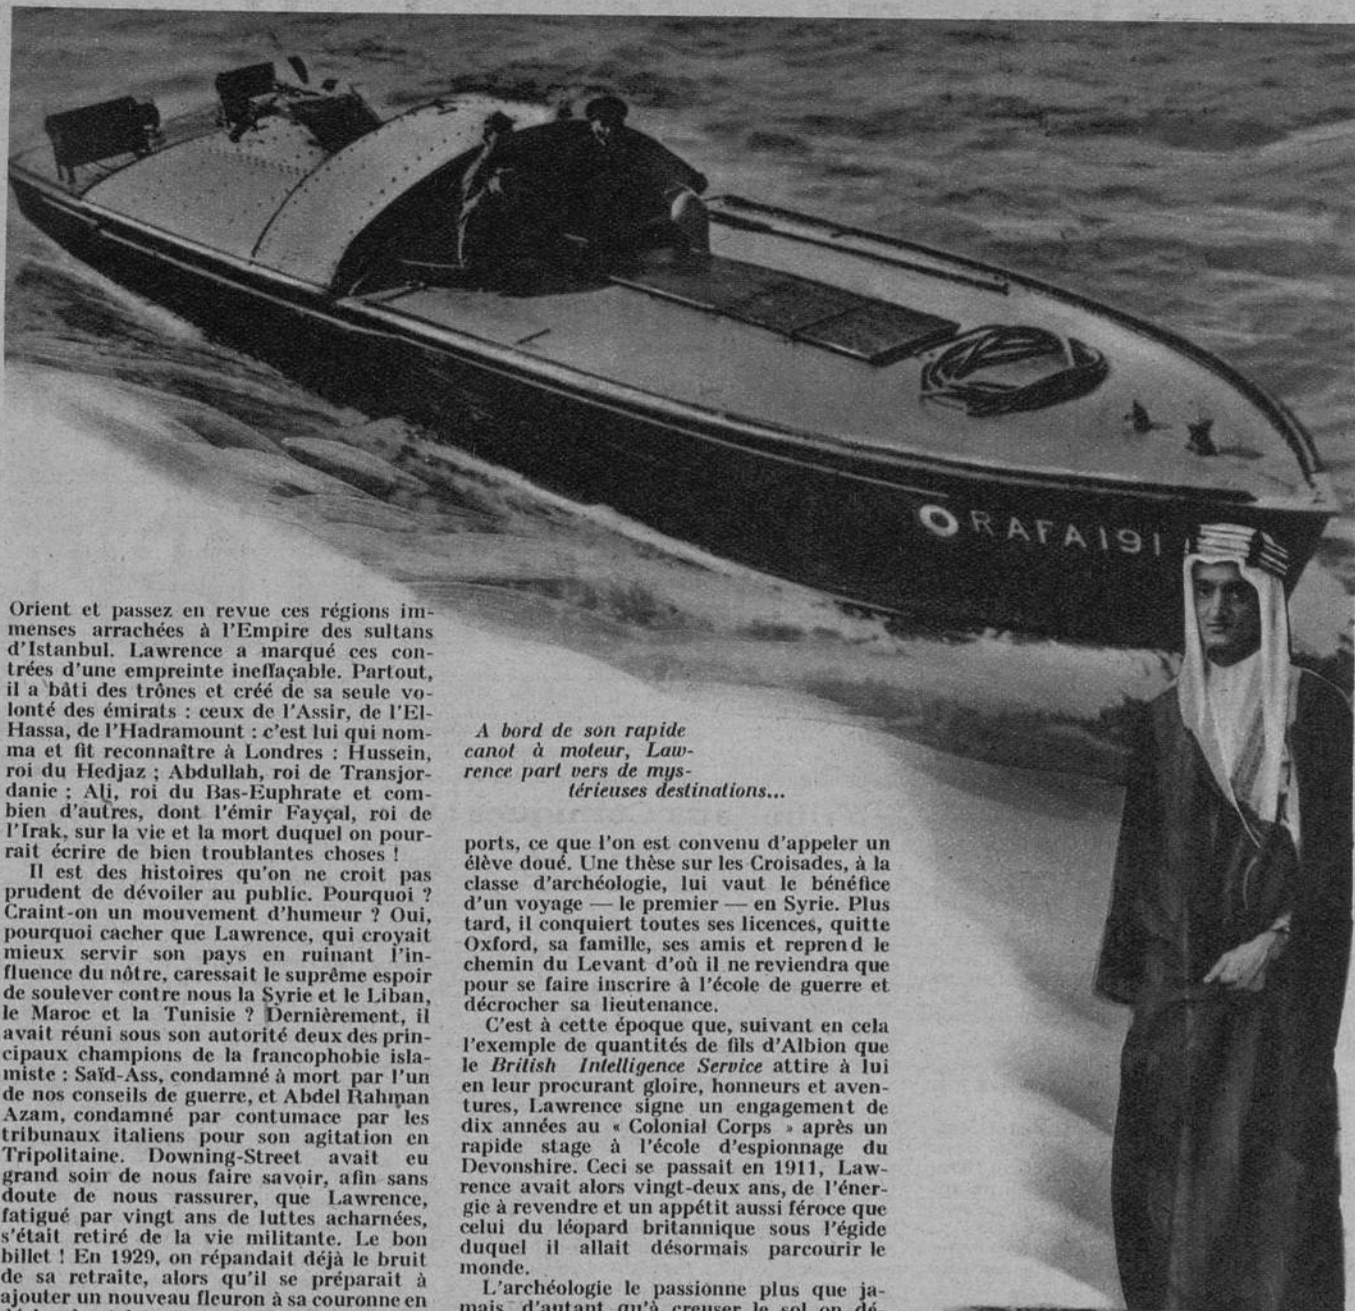 RAFA191
Orient et passez en revue ces régions im-
menses arrachées à l'Empire des sultans
d'Istanbul. Lawrence a marqué ces con-
trées d'une empreinte ineffaçable. Partout,
il a bâti des trônes et créé de sa seule vo-
lonté des émirats : ceux de l'Assir, de l'El-
Hassa, de l'Hadramount : c'est lui qui nom-
ma et fit reconnaître à Londres : Hussein,
roi du Hedjaz ; Abdullah, roi de Transjor-
danie ; Ali, roi du Bas-Euphrate et com-
bien d'autres, dont l'émir Fayçal, roi de
l'Irak, sur la vie et la mort duquel on pour-
rait écrire de bien troublantes choses !
Il est des histoires qu'on ne croit pas
prudent de dévoiler au public. Pourquoi ?
Craint-on un mouvement d'humeur ? Oui,
pourquoi cacher que Lawrence, qui croyait
mieux servir son pays en ruinant l'in-
fluence du nôtre, caressait le suprême espoir
de soulever contre nous la Syrie et le Liban,
le Maroc et la Tunisie ? Dernièrement, il
avait réuni sous son autorité deux des prin-
cipaux champions de la francophobie isla-
miste : Saïd-Ass, condamné à mort par l'un
de nos conseils de guerre, et Abdel Rahman
Azam, condamné par contumace par les
tribunaux italiens pour son agitation en
Tripolitaine. Downing-Street avait eu
grand soin de nous faire savoir, afin sans
doute de nous rassurer, que Lawrence,
fatigué par vingt ans de luttes acharnées,
s'était retiré de la vie militante. Le bon
billet ! En 1929, on répandait déjà le bruit
de sa retraite, alors qu'il se préparait à
ajouter un nouveau fleuron à sa couronne en
A bord de son rapide
canot à moteur, Law-
rence part vers de mys-
térieuses destinations...
ports, ce que l'on est convenu d'appeler un
élève doué. Une thèse sur les Croisades, à la
classe d'archéologie, lui vaut le bénéfice
d'un voyage — le premier — en Syrie. Plus
tard, il conquiert toutes ses licences, quitte
Oxford, sa famille, ses amis et reprend le
chemin du Levant d'où il ne reviendra que
pour se faire inscrire à l'école de guerre et
décrocher sa lieutenance.
C'est à cette époque que, suivant en cela
l'exemple de quantités de fils d'Albion que
le British Intelligence Service attire à lui
en leur procurant gloire, honneurs et aven-
tures, Lawrence signe un engagement de
dix années au « Colonial Corps » après un
rapide stage à l'école d'espionnage du
Devonshire. Ceci se passait en 1911, Law-
rence avait alors vingt-deux ans, de l'éner-
gie à revendre et un appétit aussi féroce que
celui du léopard britannique sous l'égide
duquel il allait désormais parcourir le
monde.
L'archéologie le passionne plus que ja-
mais, d'autant qu'à creuser le sol on dé-